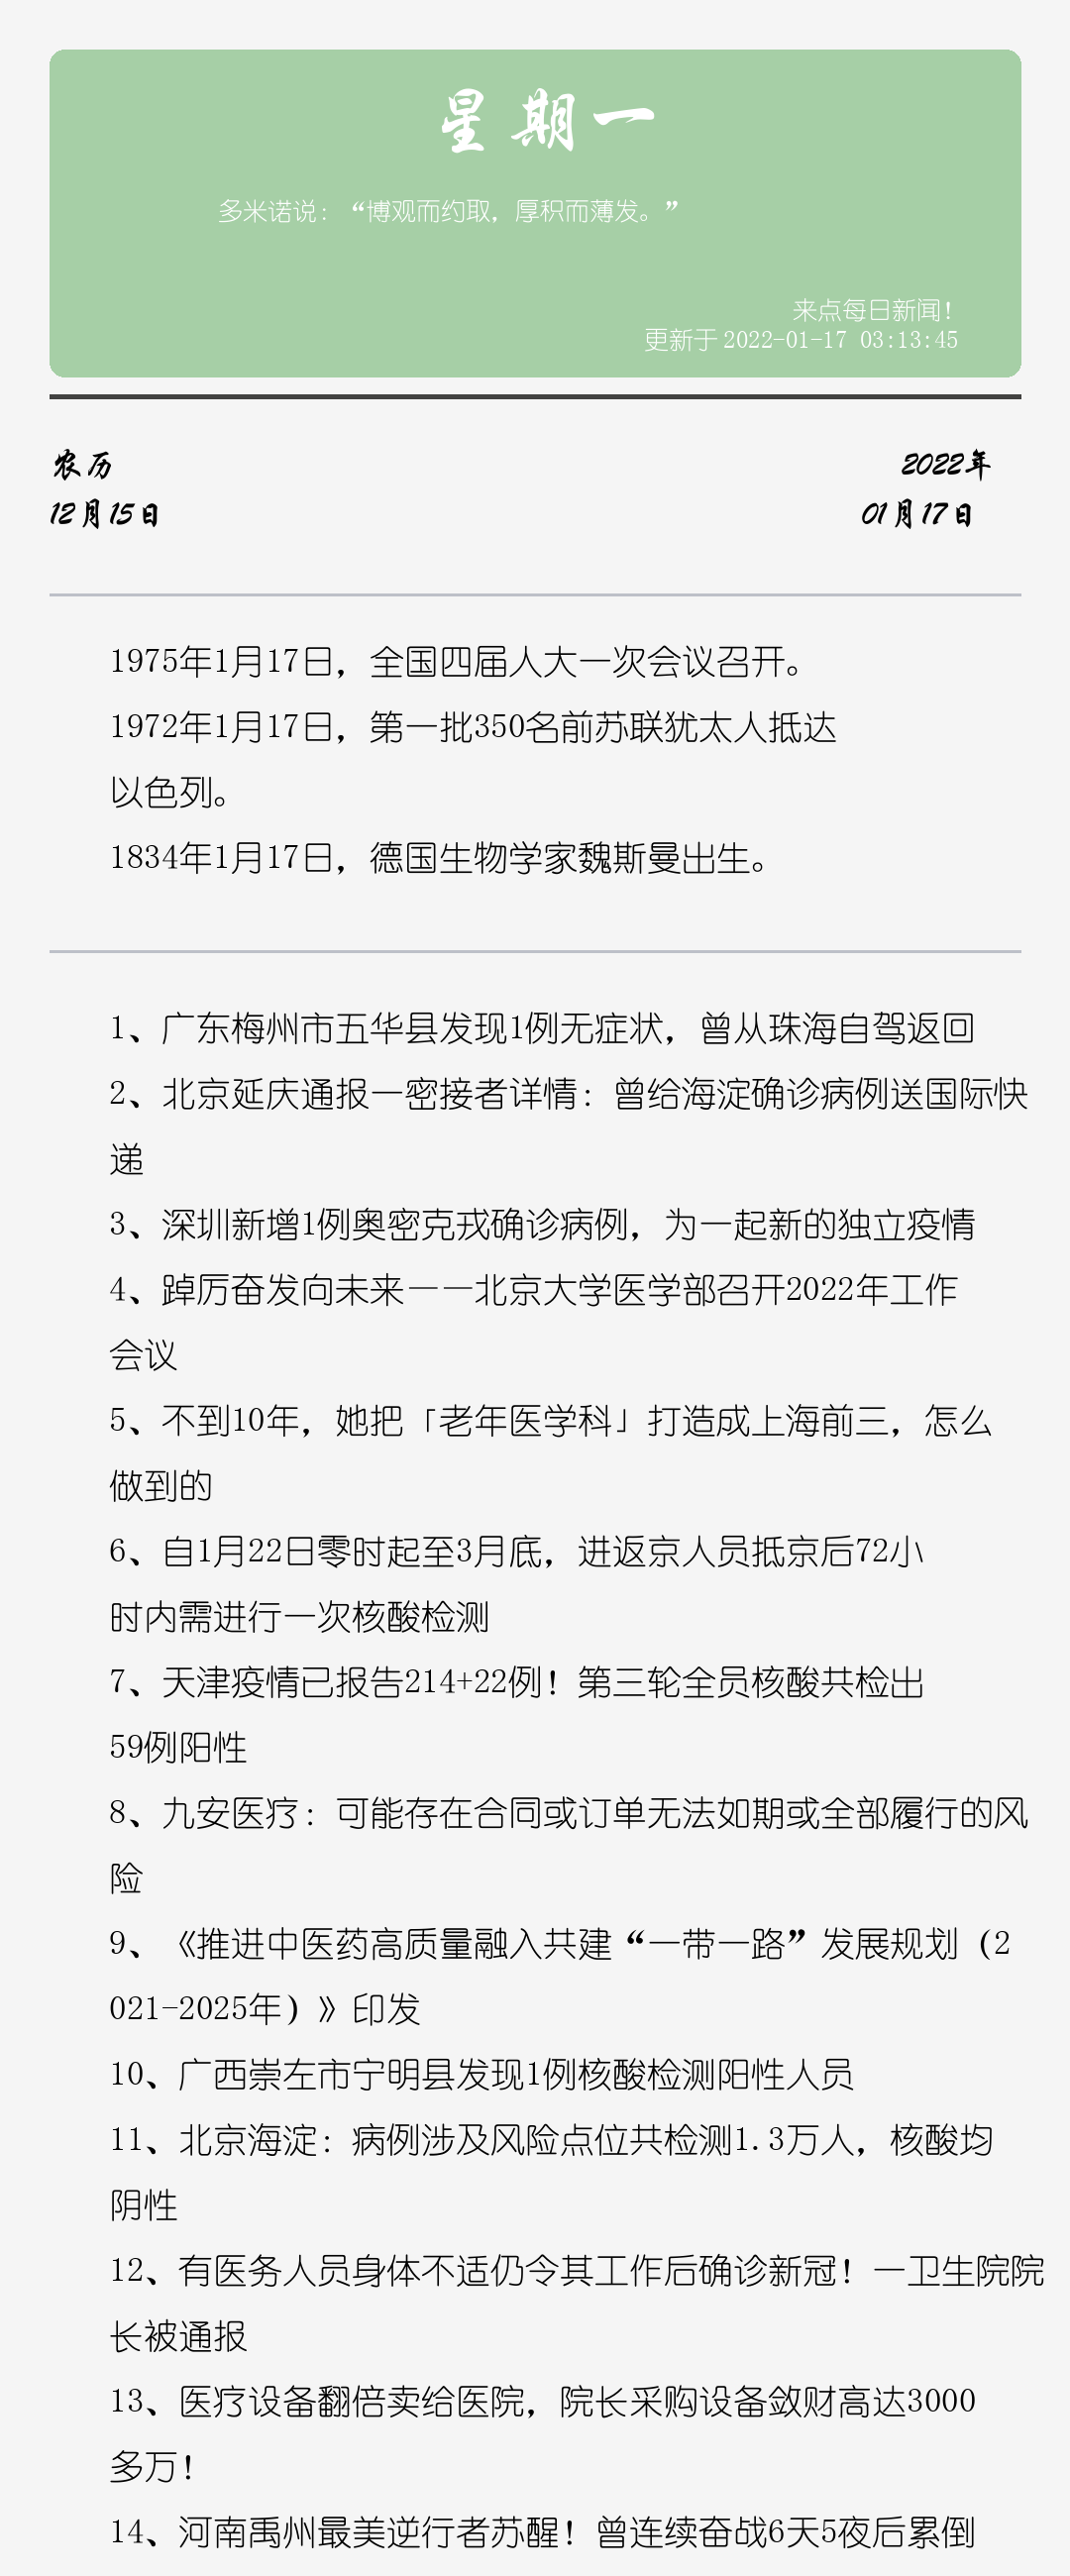 星期一
多米诺说：“博观而约取，厚积而薄发。”
来点每日新闻！
更新于 2022-01-17 03:13:45
农历
2022年
12月15日
01月17日
1975年1月17日，全国四届人大一次会议召开。
1972年1月17日，第一批350名前苏联犹太人抵达
以色列。
1834年1月17日，德国生物学家魏斯曼出生。
1、广东梅州市五华县发现1例无症状，曾从珠海自驾返回
2、北京延庆通报一密接者详情：曾给海淀确诊病例送国际快
递
3、深圳新增1例奥密克戎确诊病例，为一起新的独立疫情
4、踔厉奋发向未来——北京大学医学部召开2022年工作
会议
5、不到10年，她把「老年医学科」打造成上海前三，怎么
做到的
6、自1月22日零时起至3月底，进返京人员抵京后72小
时内需进行一次核酸检测
7、天津疫情已报告214+22例！第三轮全员核酸共检出
59例阳性
8、九安医疗：可能存在合同或订单无法如期或全部履行的风
险
9、《推进中医药高质量融入共建“一带一路”发展规划（2
021-2025年）》印发
10、广西崇左市宁明县发现1例核酸检测阳性人员
11、北京海淀：病例涉及风险点位共检测1.3万人，核酸均
阴性
12、有医务人员身体不适仍令其工作后确诊新冠！一卫生院院
长被通报
13、医疗设备翻倍卖给医院，院长采购设备敛财高达3000
多万！
14、河南禹州最美逆行者苏醒！曾连续奋战6天5夜后累倒